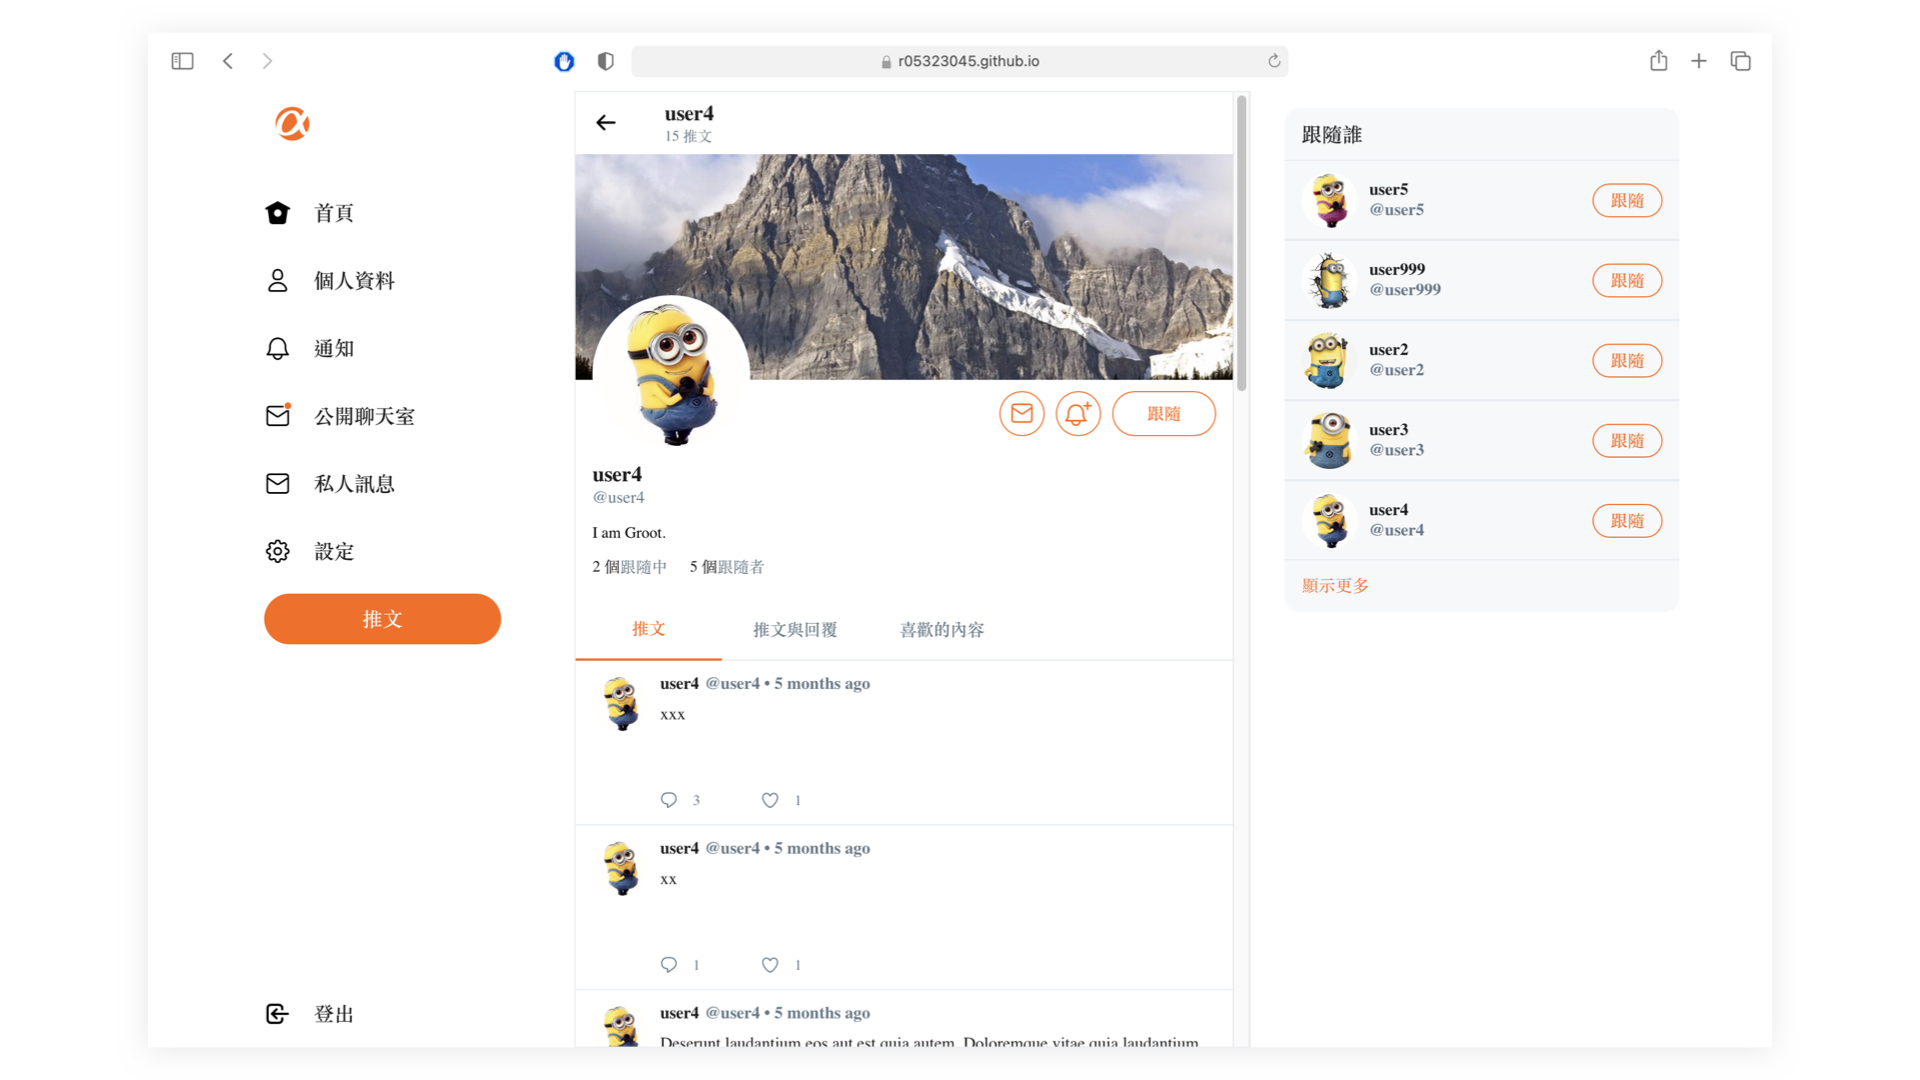 r05323045.github.io
首頁
個人資料
通知
公開聊天室
私人訊息
設定
推文
登出
user4
15 推文
跟隨
user4
@user4
I am Groot.
2 個跟隨中 5 個跟隨者
推文 推文與回覆 喜歡的內容
user4 @user4 • 5 months ago
xxx
3 1
user4 @user4 • 5 months ago
xx
1 1
user4 @user4 • 5 months ago
Deserunt laudantium eos aut est quia autem. Doloremque vitae quia laudantium
跟隨誰
user5
@user5
跟隨
user999
@user999
跟隨
user2
@user2
跟隨
user3
@user3
跟隨
user4
@user4
跟隨
顯示更多